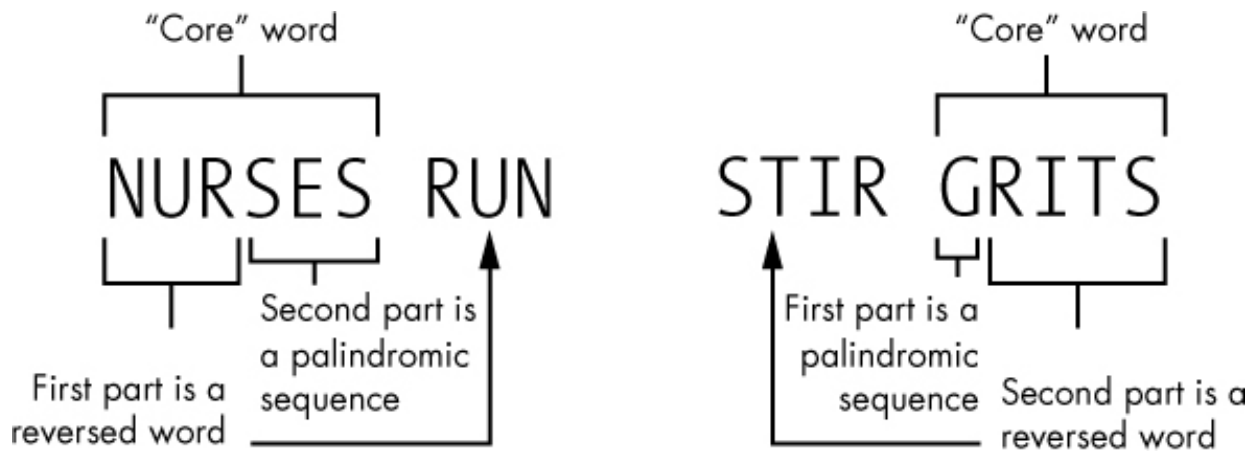 “Core” word
“Core” word
NURSES RUN
STIR GRITS
Second part is
a palindromic
sequence
First part is a
reversed word
First part is a
palindromic
sequence
Second part is a
reversed word